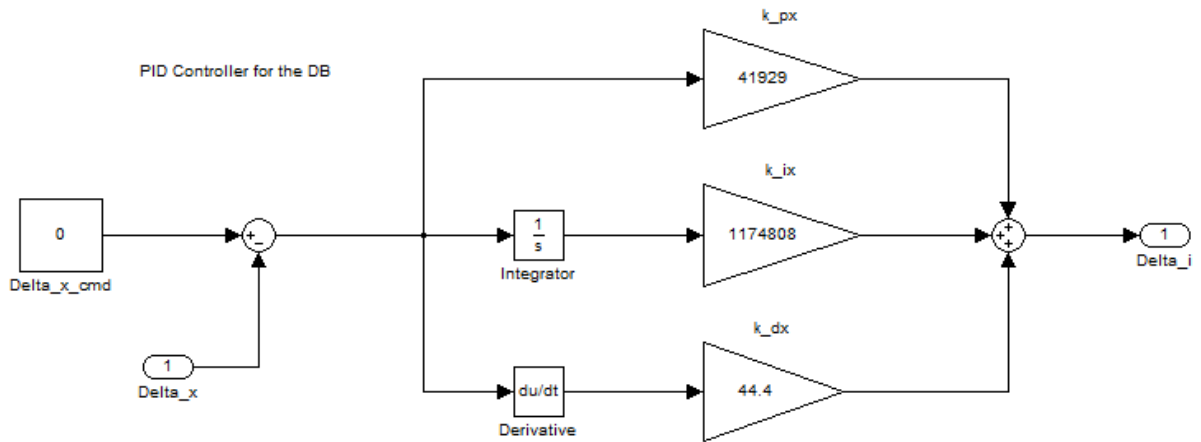 k_px
PID Controller for the DB
41929
k_ix
0
+
-
1
s
1174808
+
+
+
1
Delta_x_cmd
Integrator
Delta_i
k_dx
1
Delta_x
du/dt
44.4
Derivative